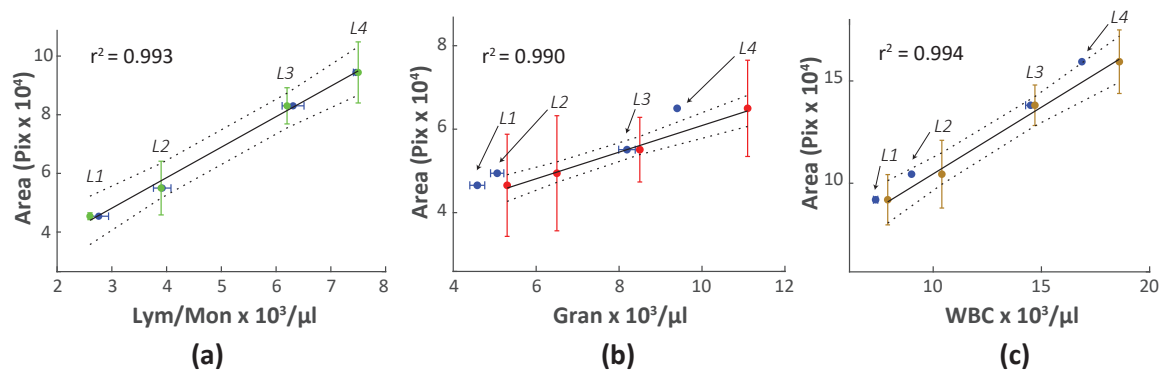 r² = 0.993
L1
L2
L3
L4
10
8
6
4
2
3
4
5
6
7
8
Area (Pix x 10⁴)
Lym/Mon x 10³/µl
(a)
r² = 0.990
L1
L2
L3
L4
8
6
4
4
6
8
10
12
Area (Pix x 10⁴)
Gran x 10³/µl
(b)
r² = 0.994
L1
L2
L3
L4
15
10
10
15
20
Area (Pix x 10⁴)
WBC x 10³/µl
(c)